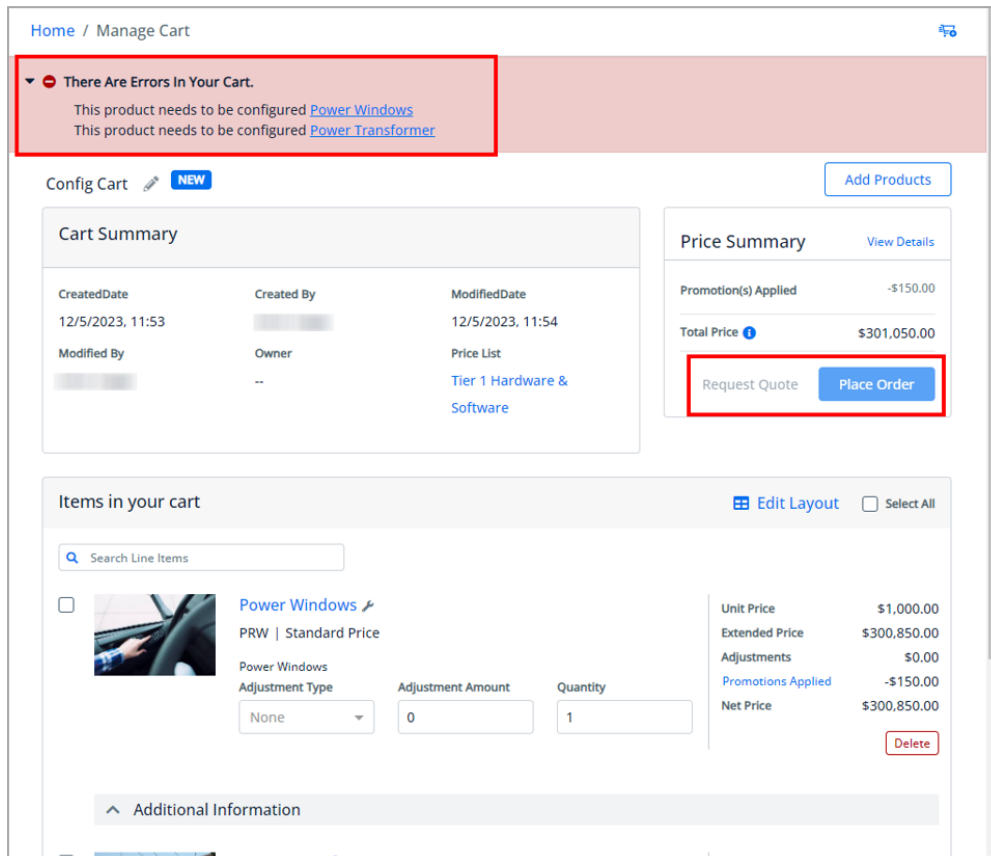 Home / Manage Cart
There Are Errors In Your Cart.
This product needs to be configured Power Windows
This product needs to be configured Power Transformer
Config Cart NEW
Add Products
Cart Summary
CreatedDate Created By ModifiedDate
12/5/2023, 11:53 12/5/2023, 11:54
Modified By Owner Price List
-- Tier 1 Hardware &
Software
Price Summary View Details
Promotion(s) Applied -$150.00
Total Price $301,050.00
Request Quote Place Order
Items in your cart Edit Layout Select All
Search Line Items
Power Windows
PRW | Standard Price
Power Windows
Adjustment Type Adjustment Amount Quantity
None 0 1
Unit Price $1,000.00
Extended Price $300,850.00
Adjustments $0.00
Promotions Applied -$150.00
Net Price $300,850.00
Delete
Additional Information